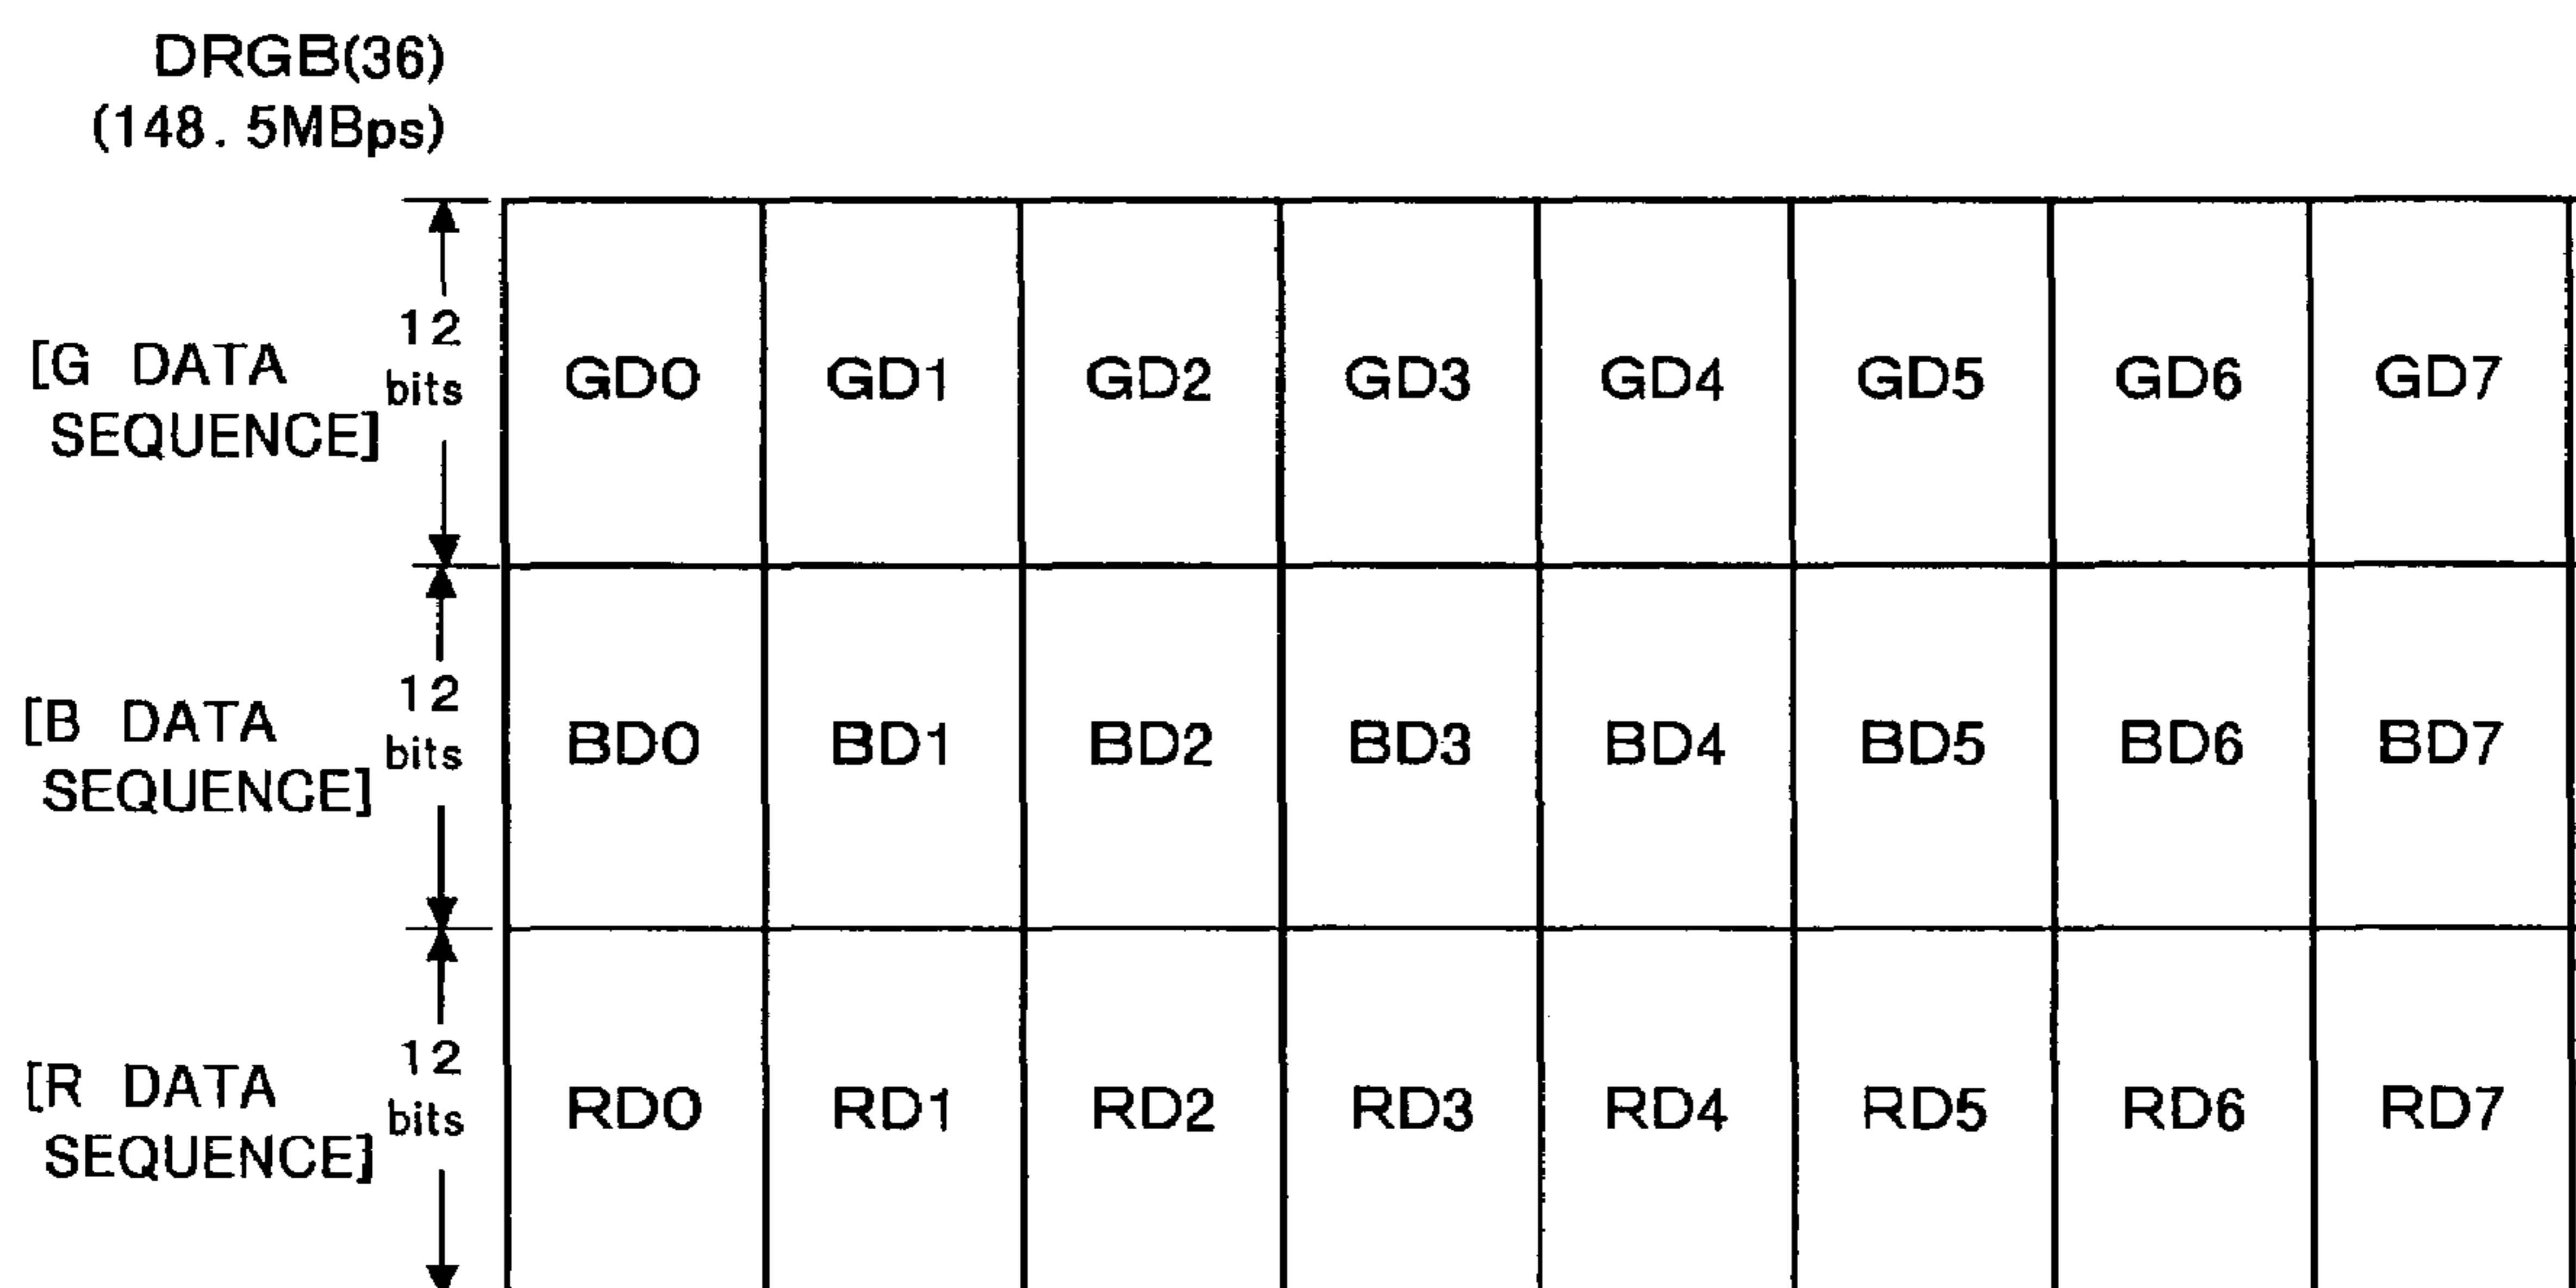 DRGB(36)
(148. 5MBps)
[G DATA
SEQUENCE]
12
bits
GD0 GD1 GD2 GD3 GD4 GD5 GD6 GD7
[B DATA
SEQUENCE]
12
bits
BD0 BD1 BD2 BD3 BD4 BD5 BD6 BD7
[R DATA
SEQUENCE]
12
bits
RD0 RD1 RD2 RD3 RD4 RD5 RD6 RD7